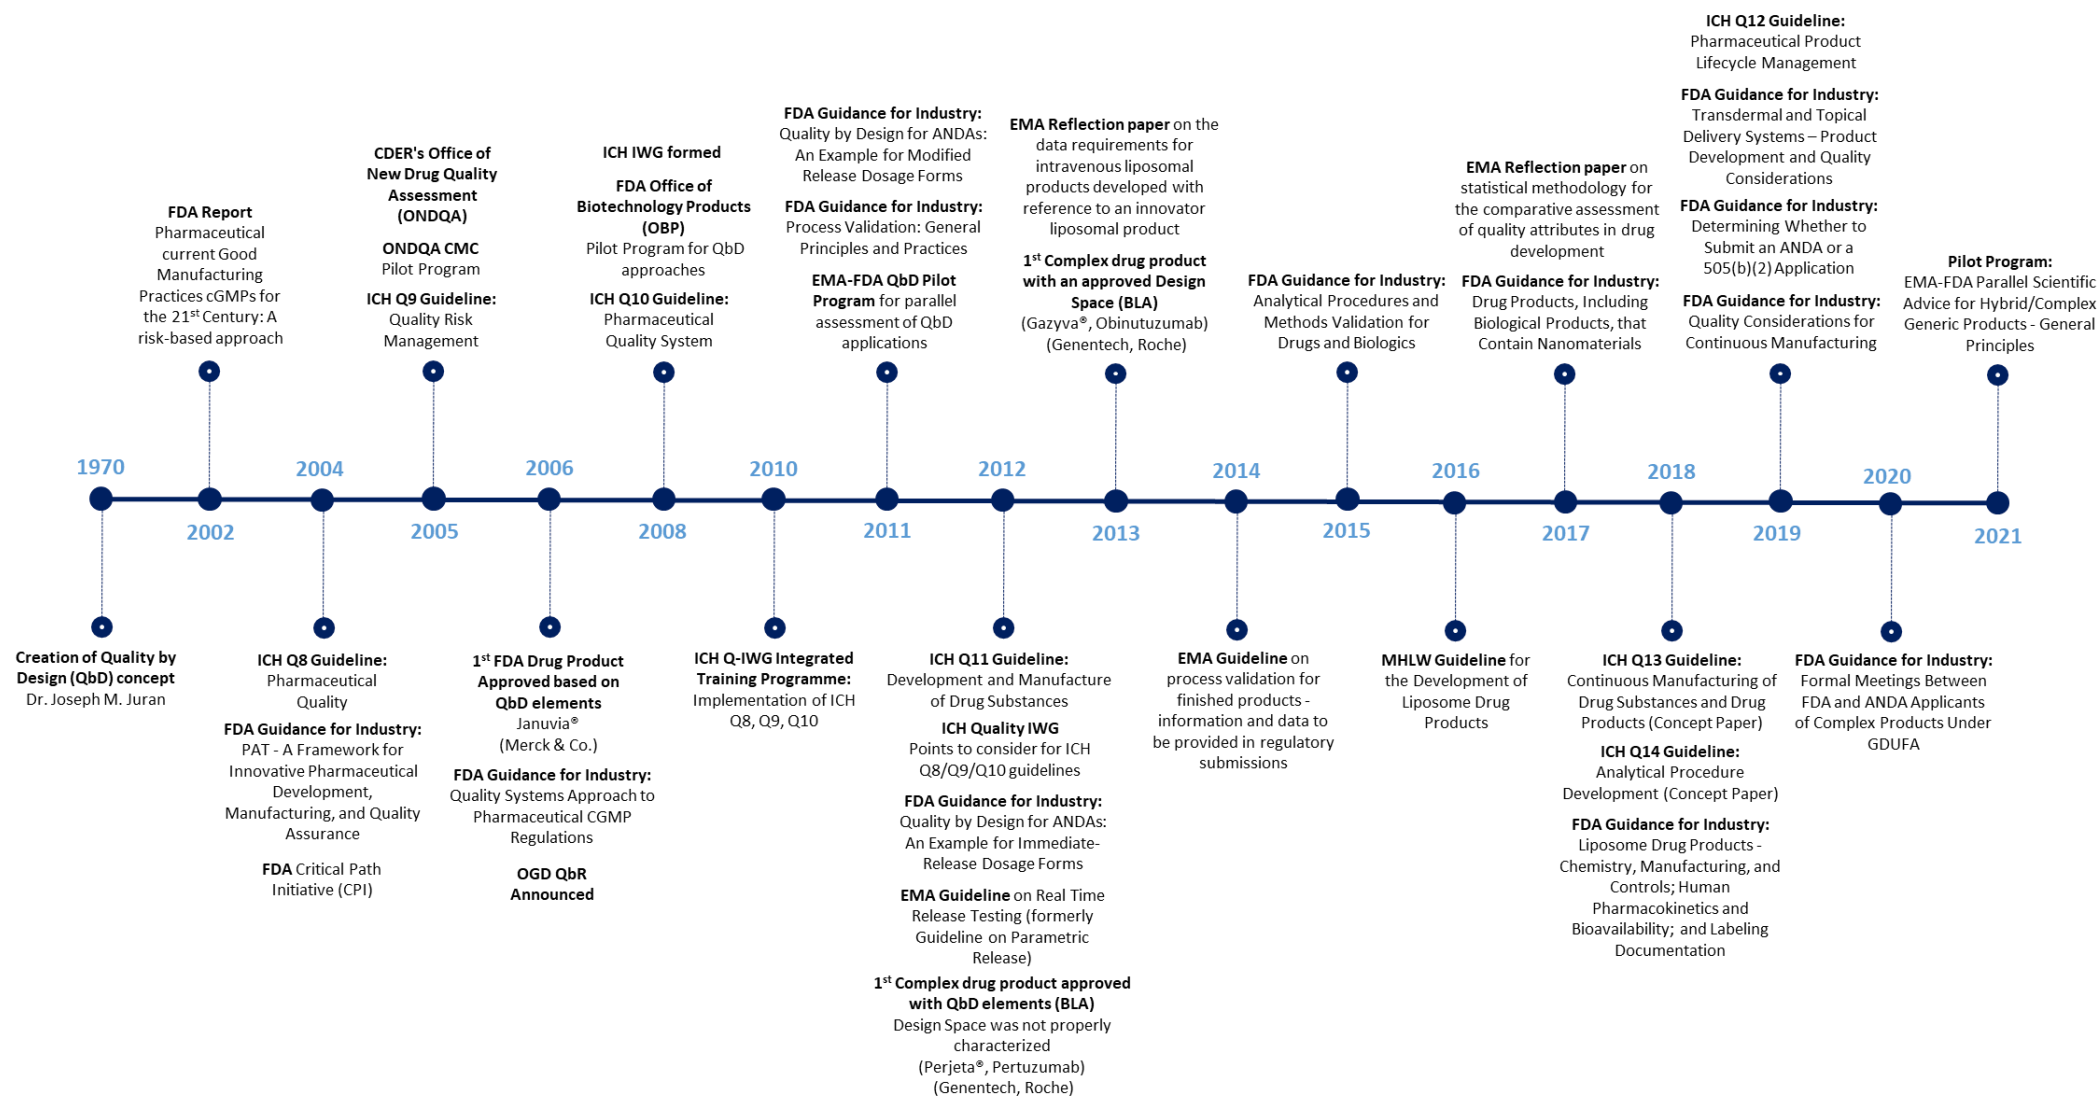 ICH Q12 Guideline:
Pharmaceutical Product
Lifecycle Management
FDA Guidance for Industry:
Transdermal and Topical
Delivery Systems – Product
Development and Quality
Considerations
FDA Guidance for Industry:
Determining Whether to
Submit an ANDA or a
505(b)(2) Application
FDA Guidance for Industry:
Quality Considerations for
Continuous Manufacturing
FDA Report
Pharmaceutical
current Good
Manufacturing
Practices cGMPs for
the 21st Century: A
risk-based approach
CDER's Office of
New Drug Quality
Assessment
(ONDQA)
ONDQA CMC
Pilot Program
ICH Q9 Guideline:
Quality Risk
Management
ICH IWG formed
FDA Office of
Biotechnology Products
(OBP)
Pilot Program for QbD
approaches
ICH Q10 Guideline:
Pharmaceutical
Quality System
FDA Guidance for Industry:
Quality by Design for ANDAs:
An Example for Modified
Release Dosage Forms
FDA Guidance for Industry:
Process Validation: General
Principles and Practices
EMA-FDA QbD Pilot
Program for parallel
assessment of QbD
applications
EMA Reflection paper on the
data requirements for
intravenous liposomal
products developed with
reference to an innovator
liposomal product
1st Complex drug product
with an approved Design
Space (BLA)
(Gazyva®, Obinutuzumab)
(Genentech, Roche)
FDA Guidance for Industry:
Analytical Procedures and
Methods Validation for
Drugs and Biologics
EMA Reflection paper on
statistical methodology for
the comparative assessment
of quality attributes in drug
development
FDA Guidance for Industry:
Drug Products, Including
Biological Products, that
Contain Nanomaterials
Pilot Program:
EMA-FDA Parallel Scientific
Advice for Hybrid/Complex
Generic Products - General
Principles
1970
2002
2004
2005
2006
2008
2010
2011
2012
2013
2014
2015
2016
2017
2018
2019
2020
2021
Creation of Quality by
Design (QbD) concept
Dr. Joseph M. Juran
ICH Q8 Guideline:
Pharmaceutical
Quality
FDA Guidance for Industry:
PAT - A Framework for
Innovative Pharmaceutical
Development,
Manufacturing, and Quality
Assurance
FDA Critical Path
Initiative (CPI)
1st FDA Drug Product
Approved based on
QbD elements
Januvia®
(Merck & Co.)
FDA Guidance for Industry:
Quality Systems Approach to
Pharmaceutical CGMP
Regulations
OGD QbR
Announced
ICH Q-IWG Integrated
Training Programme:
Implementation of ICH
Q8, Q9, Q10
ICH Q11 Guideline:
Development and Manufacture
of Drug Substances
ICH Quality IWG
Points to consider for ICH
Q8/Q9/Q10 guidelines
FDA Guidance for Industry:
Quality by Design for ANDAs:
An Example for Immediate-
Release Dosage Forms
EMA Guideline on Real Time
Release Testing (formerly
Guideline on Parametric
Release)
1st Complex drug product approved
with QbD elements (BLA)
Design Space was not properly
characterized
(Perjeta®, Pertuzumab)
(Genentech, Roche)
EMA Guideline on
process validation for
finished products -
information and data to
be provided in regulatory
submissions
MHLW Guideline for
the Development of
Liposome Drug
Products
ICH Q13 Guideline:
Continuous Manufacturing of
Drug Substances and Drug
Products (Concept Paper)
ICH Q14 Guideline:
Analytical Procedure
Development (Concept Paper)
FDA Guidance for Industry:
Liposome Drug Products -
Chemistry, Manufacturing, and
Controls; Human
Pharmacokinetics and
Bioavailability; and Labeling
Documentation
FDA Guidance for Industry:
Formal Meetings Between
FDA and ANDA Applicants
of Complex Products Under
GDUFA